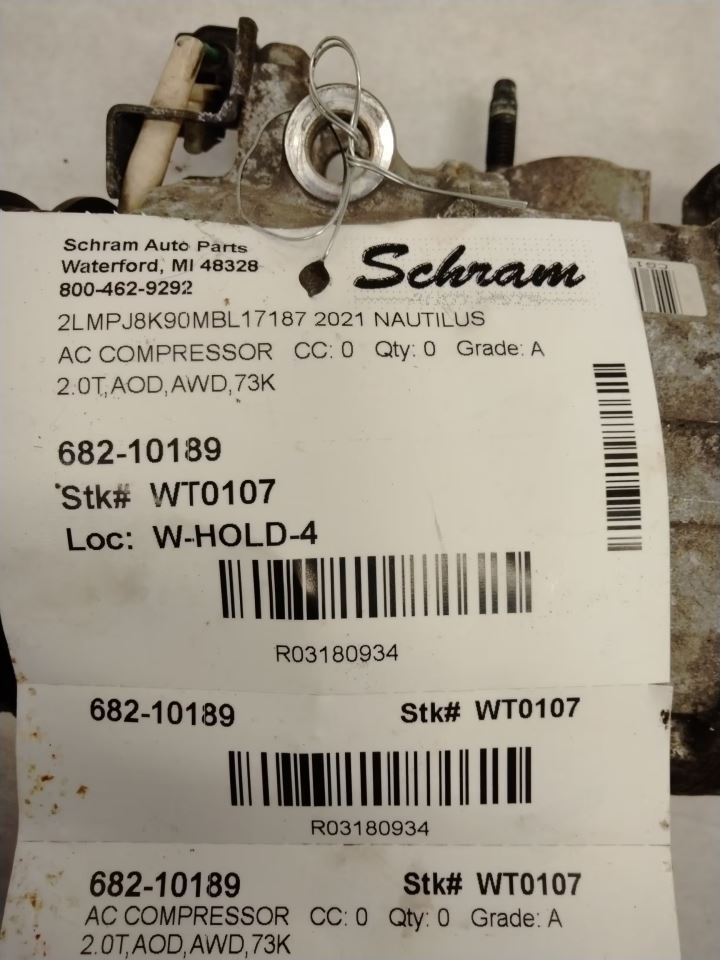 Schram Auto Parts
Waterford, MI 48328
800-462-9292
Schram
2LMPJ8K90MBL17187 2021 NAUTILUS
AC COMPRESSOR CC: 0 Qty: 0 Grade: A
2.0T,AOD,AWD,73K
682-10189
Stk# WT0107
Loc: W-HOLD-4
R03180934
682-10189 Stk# WT0107
R03180934
682-10189 Stk# WT0107
AC COMPRESSOR CC: 0 Qty: 0 Grade: A
2.0T,AOD,AWD,73K